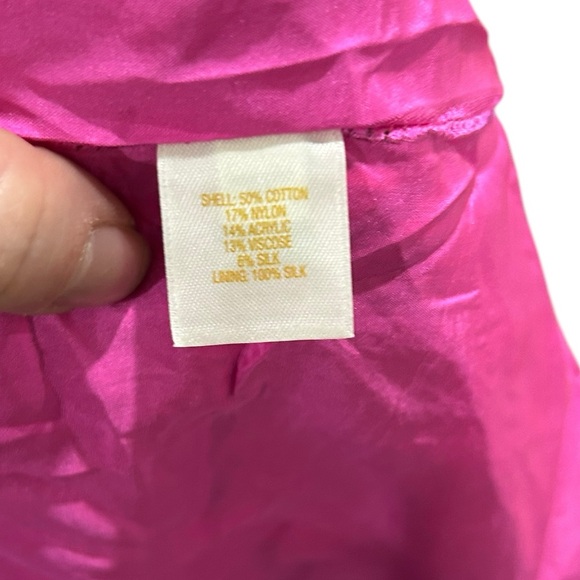 SHELL: 50% COTTON
17% NYLON
14% ACRYLIC
13% VISCOSE
6% SILK
LINING: 100% SILK